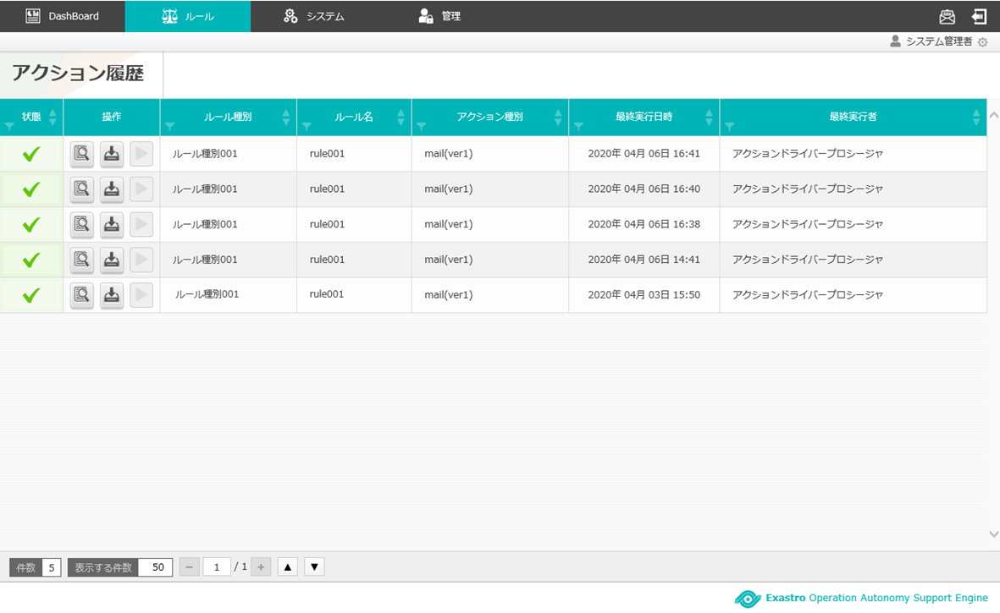 DashBoard ルール システム 管理
システム管理者
アクション履歴
状態 操作 ルール種別 ルール名 アクション種別 最終実行日時 最終実行者
ルール種別001 rule001 mail(ver1) 2020年 04月 06日 16:41 アクションドライバープロシージャ
ルール種別001 rule001 mail(ver1) 2020年 04月 06日 16:40 アクションドライバープロシージャ
ルール種別001 rule001 mail(ver1) 2020年 04月 06日 16:38 アクションドライバープロシージャ
ルール種別001 rule001 mail(ver1) 2020年 04月 06日 14:41 アクションドライバープロシージャ
ルール種別001 rule001 mail(ver1) 2020年 04月 03日 15:50 アクションドライバープロシージャ
件数 5 表示する件数 50 − 1 / 1 + ▲ ▼
Exastro Operation Autonomy Support Engine